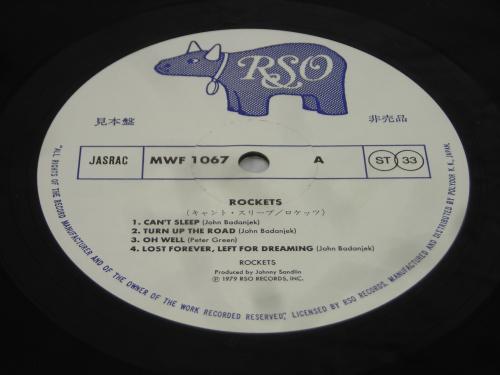 RSO
見本盤
非売品
JASRAC
MWF 1067
A
ST 33
ROCKETS
(キャント・スリープ/ロケッツ)
1. CAN'T SLEEP (John Badanjek)
2. TURN UP THE ROAD (John Badanjek)
3. OH WELL (Peter Green)
4. LOST FOREVER, LEFT FOR DREAMING (John Badanjek)
ROCKETS
Produced by Johnny Sandlin
Ⓟ 1979 RSO RECORDS, INC.
"ALL RIGHTS OF THE RECORD MANUFACTURER AND OF THE OWNER OF THE WORK RECORDED RESERVED", LICENSED BY RSO RECORDS, MANUFACTURED AND DISTRIBUTED BY POLYDOR K. K., JAPAN.